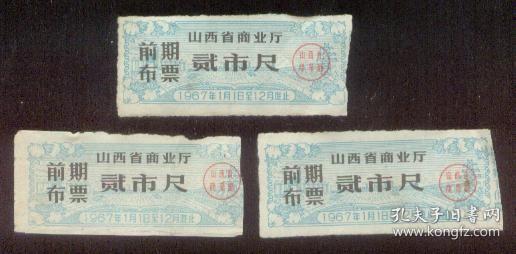 山西省商业厅
前期
布票
贰市尺
1967年1月1日至12月底止
山西省商业厅
前期
布票
贰市尺
1967年1月1日至12月底止
山西省商业厅
前期
布票
贰市尺
1967年1月1日
孔夫子旧书网